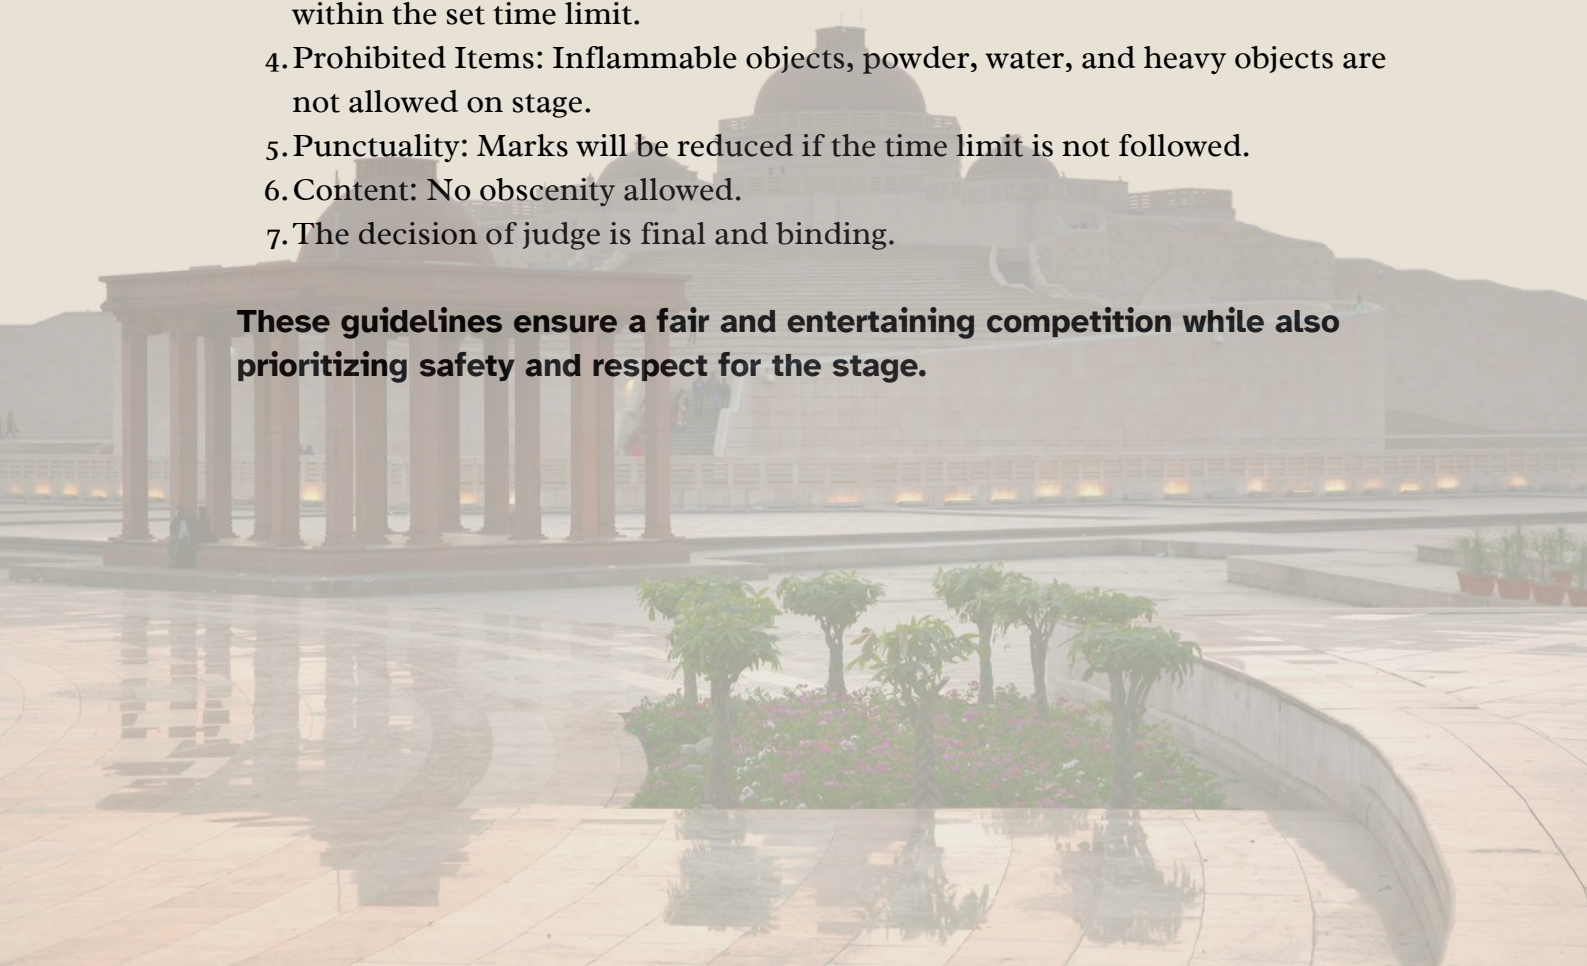 within the set time limit.
4. Prohibited Items: Inflammable objects, powder, water, and heavy objects are
not allowed on stage.
5. Punctuality: Marks will be reduced if the time limit is not followed.
6. Content: No obscenity allowed.
7. The decision of judge is final and binding.
These guidelines ensure a fair and entertaining competition while also
prioritizing safety and respect for the stage.